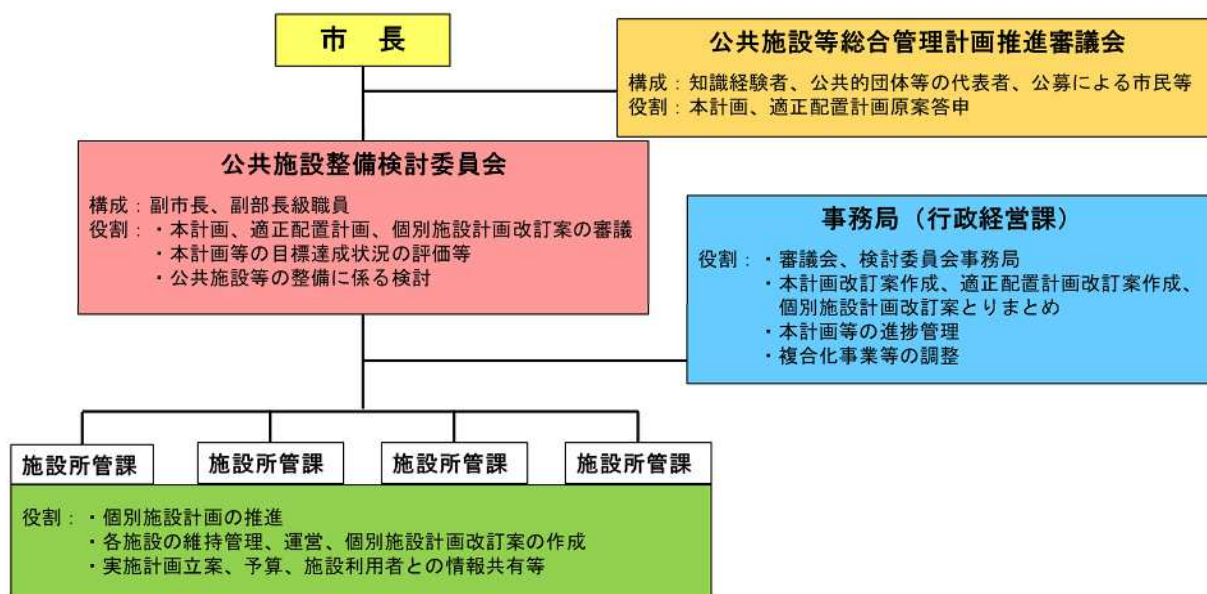 市　長
公共施設等総合管理計画推進審議会
構成：知識経験者、公共的団体等の代表者、公募による市民等
役割：本計画、適正配置計画原案答申
公共施設整備検討委員会
構成：副市長、副部長級職員
役割：・本計画、適正配置計画、個別施設計画改訂案の審議
・本計画等の目標達成状況の評価等
・公共施設等の整備に係る検討
事務局（行政経営課）
役割：・審議会、検討委員会事務局
・本計画改訂案作成、適正配置計画改訂案作成、
個別施設計画改訂案とりまとめ
・本計画等の進捗管理
・複合化事業等の調整
施設所管課
施設所管課
施設所管課
施設所管課
役割：・個別施設計画の推進
・各施設の維持管理、運営、個別施設計画改訂案の作成
・実施計画立案、予算、施設利用者との情報共有等